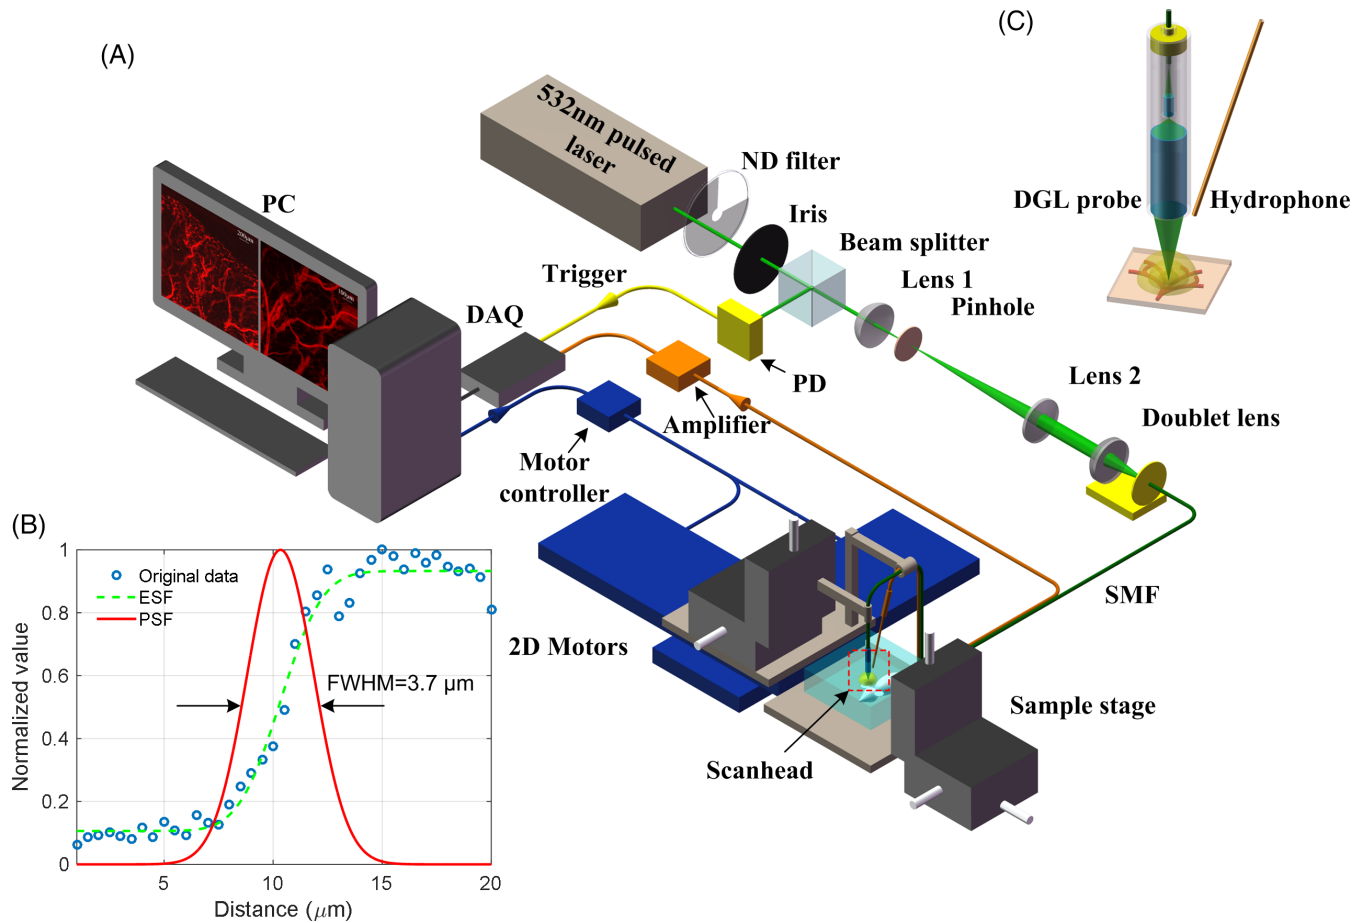 (A)
(C)
532nm pulsed
laser
ND filter
PC
Iris
DGL probe
Hydrophone
Beam splitter
Trigger
Lens 1
Pinhole
200μm
100μm
DAQ
PD
Lens 2
Amplifier
Doublet lens
Motor
controller
(B)
Original data
ESF
PSF
FWHM=3.7 μm
Normalized value
1
0.8
0.6
0.4
0.2
0
5
10
15
20
Distance (μm)
SMF
2D Motors
Sample stage
Scanhead